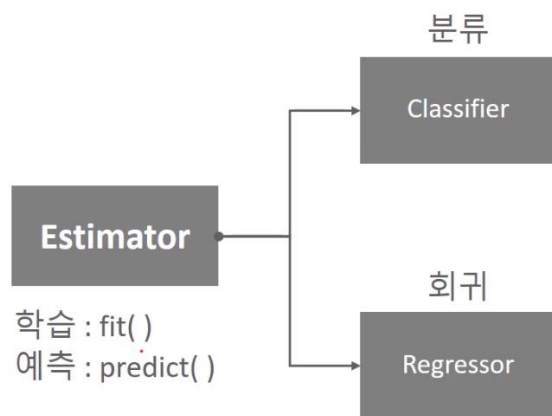 분류
Classifier
Estimator
학습 : fit( )
예측 : predict( )
회귀
Regressor